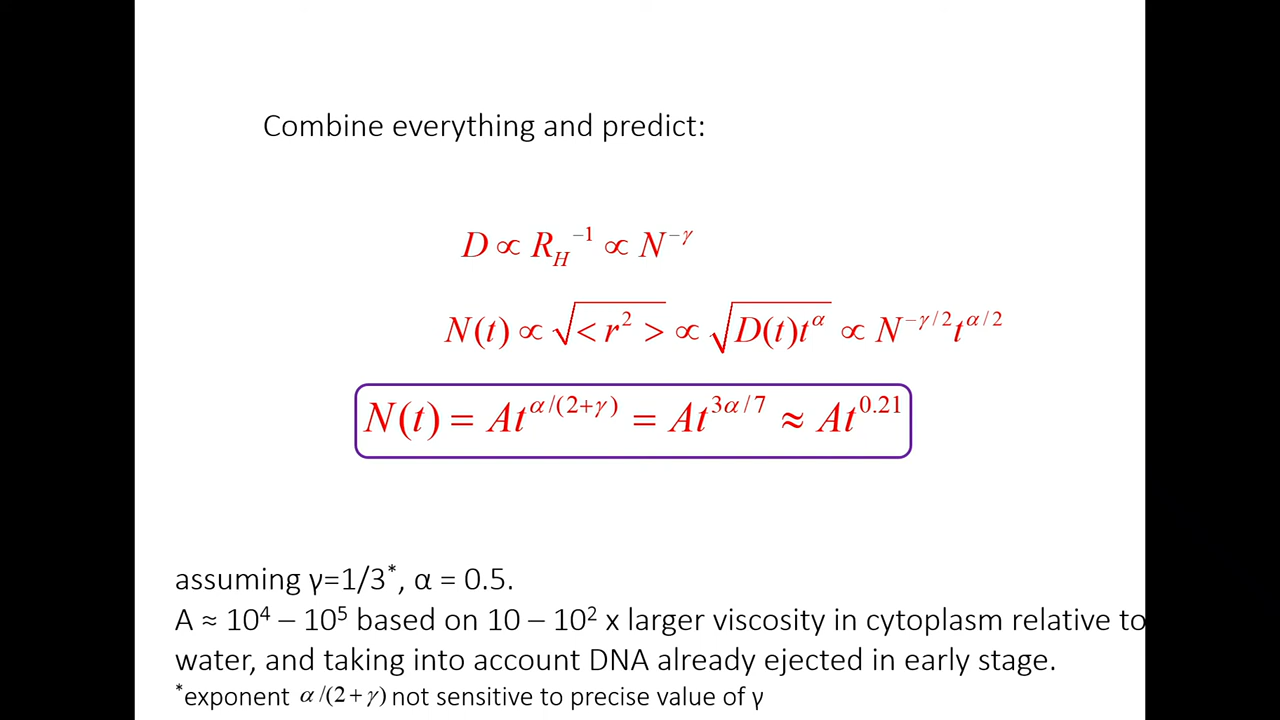 Combine everything and predict:
D ∝ R_H^−1 ∝ N^−γ
N(t) ∝ √<r^2> ∝ √D(t)t^α ∝ N^−γ/2 t^α/2
N(t) = At^α/(2+γ) = At^3α/7 ≈ At^0.21
assuming γ=1/3*, α = 0.5.
A ≈ 10⁴ – 10⁵ based on 10 – 10² x larger viscosity in cytoplasm relative to
water, and taking into account DNA already ejected in early stage.
*exponent α/(2+γ) not sensitive to precise value of γ